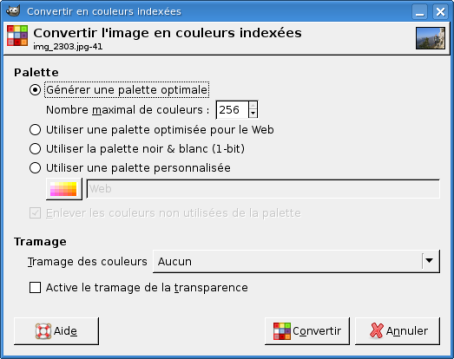 Convertir en couleurs indexées
Convertir l'image en couleurs indexées
img_2303.jpg-41
Palette
Générer une palette optimale
Nombre maximal de couleurs : 256
Utiliser une palette optimisée pour le Web
Utiliser la palette noir & blanc (1-bit)
Utiliser une palette personnalisée
Web
Enlever les couleurs non utilisées de la palette
Tramage
Tramage des couleurs Aucun
Active le tramage de la transparence
Aide Convertir Annuler